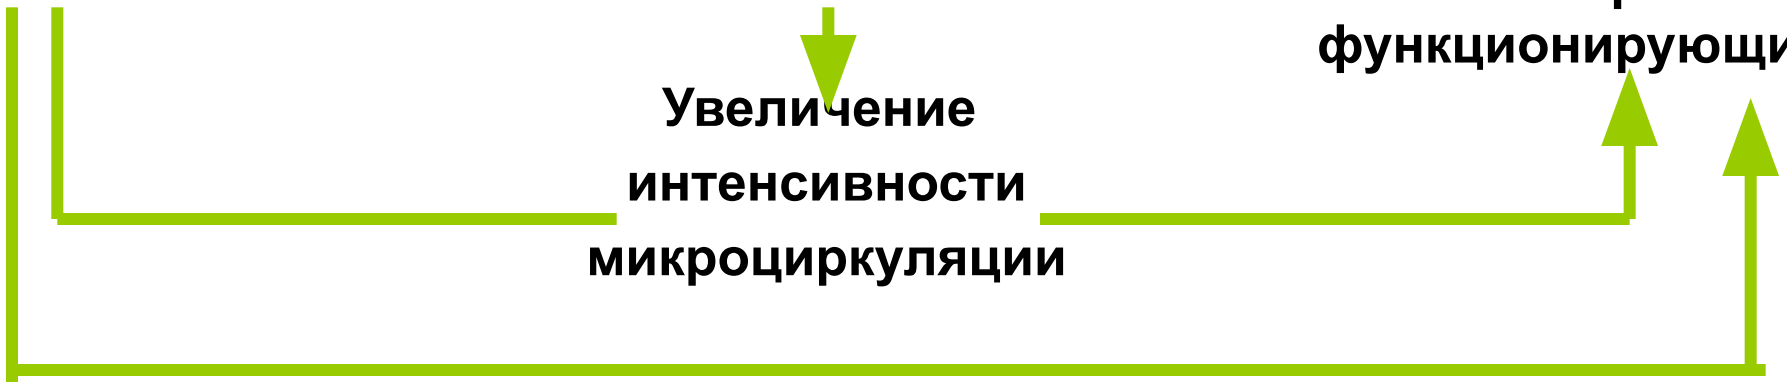 функционирующи
Увеличение
интенсивности
микроциркуляции